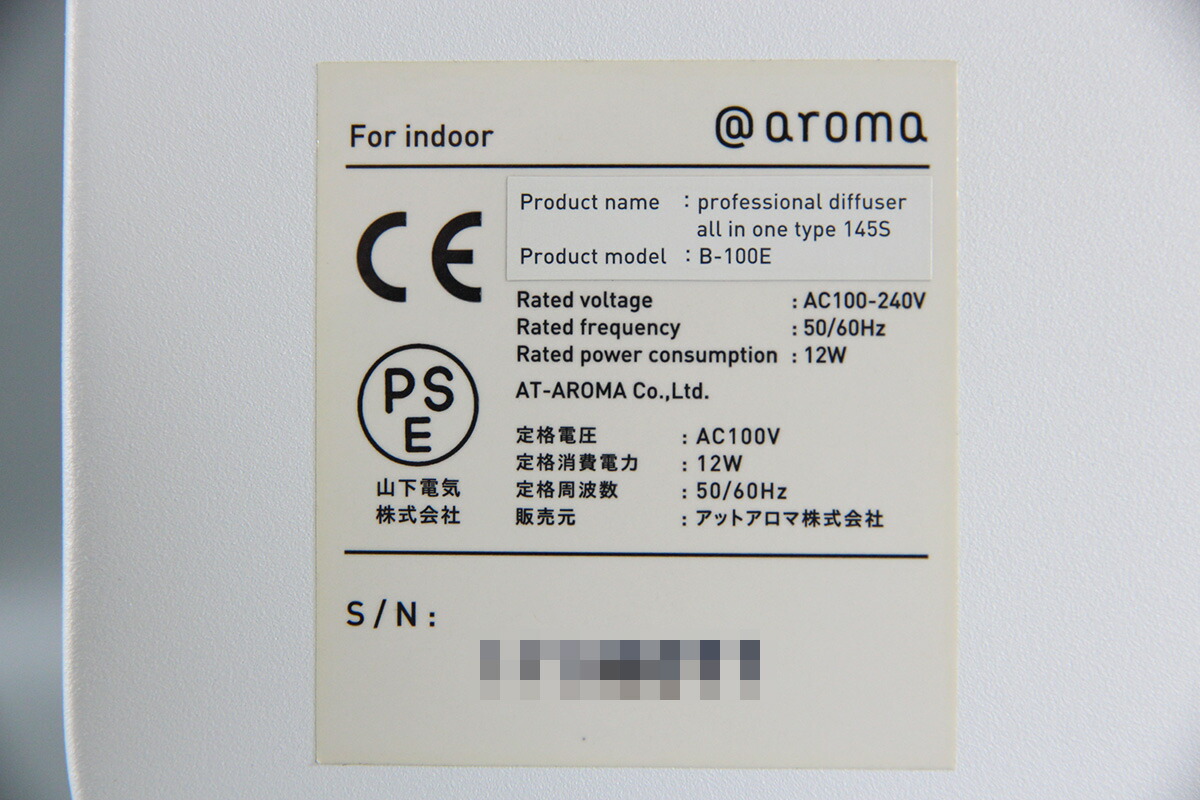 For indoor
@aroma
CE
Product name : professional diffuser
all in one type 145S
Product model : B-100E
Rated voltage : AC100-240V
Rated frequency : 50/60Hz
Rated power consumption : 12W
AT-AROMA Co.,Ltd.
PS
E
山下電気
株式会社
定格電圧 : AC100V
定格消費電力 : 12W
定格周波数 : 50/60Hz
販売元 : アットアロマ株式会社
S/N: